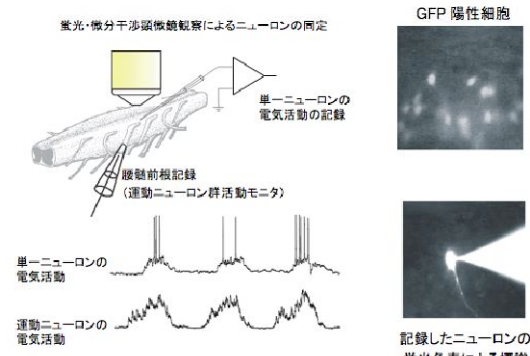 蛍光・微分干渉顕微鏡観察によるニューロンの同定
単一ニューロンの
電気活動の記録
腰髄前根記録
(運動ニューロン群活動モニタ)
単一ニューロンの
電気活動
運動ニューロンの
電気活動
GFP 陽性細胞
記録したニューロンの